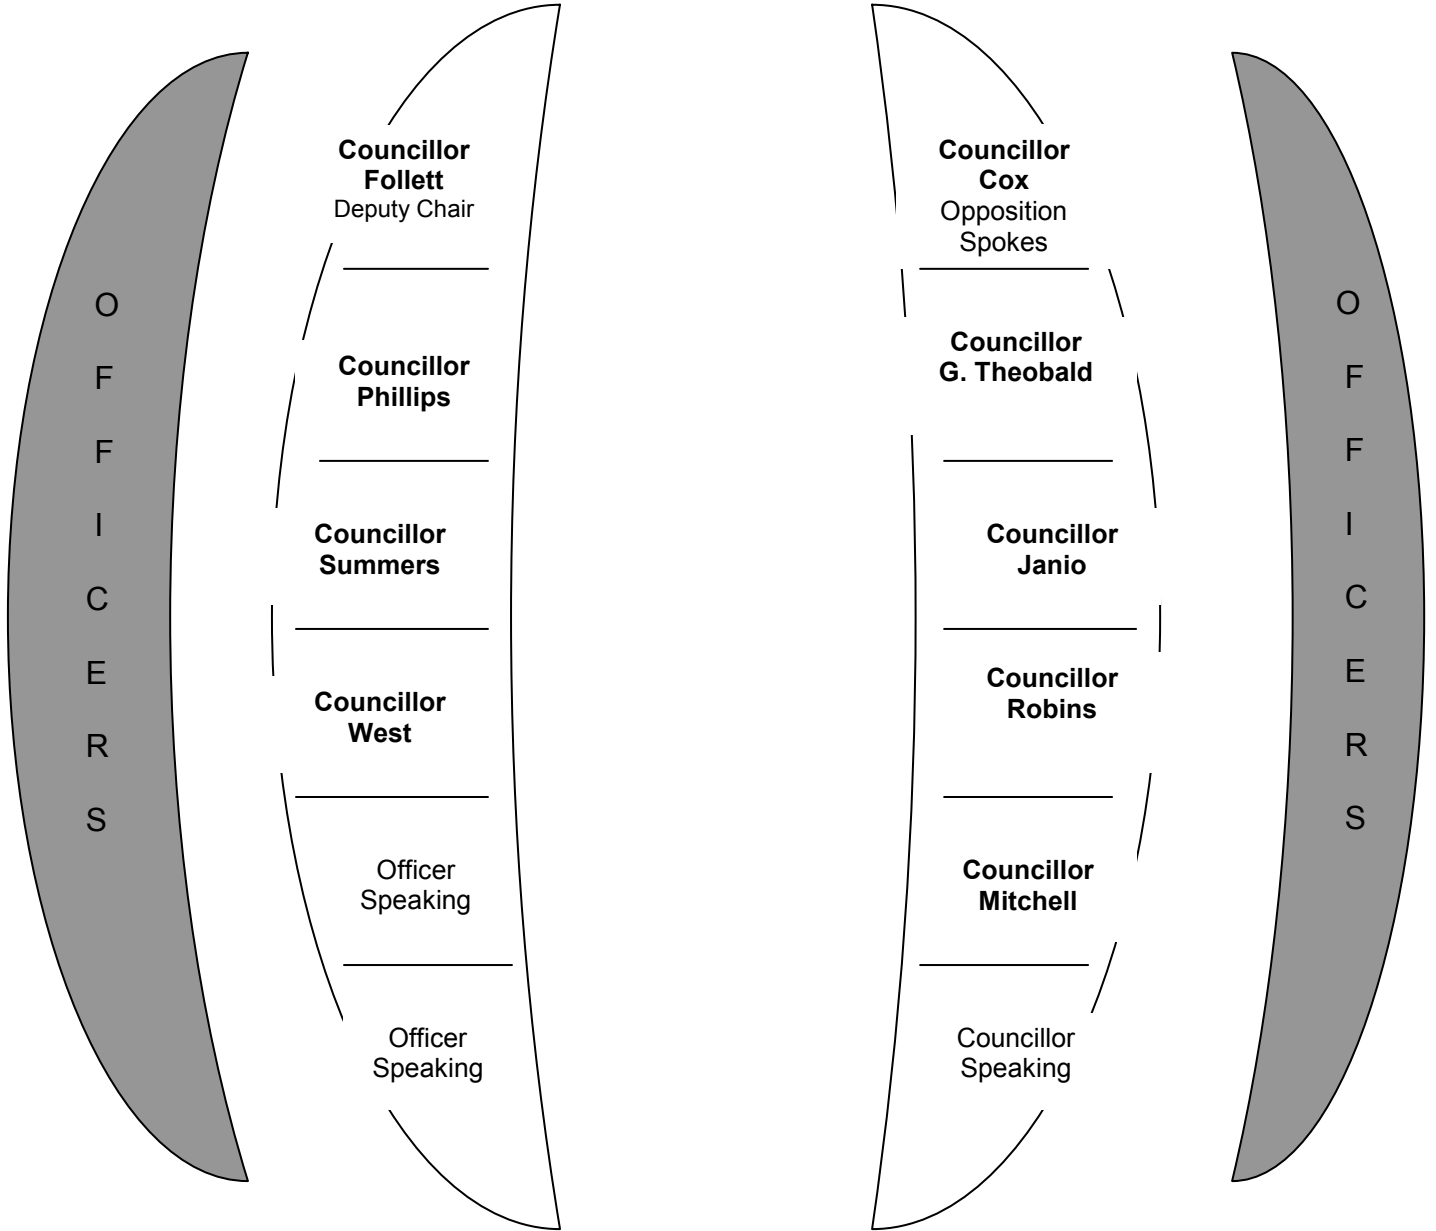 O
F
F
I
C
E
R
S
Councillor
Follett
Deputy Chair
Councillor
Phillips
Councillor
Summers
Councillor
West
Officer
Speaking
Officer
Speaking
Councillor
Cox
Opposition
Spokes
Councillor
G. Theobald
Councillor
Janio
Councillor
Robins
Councillor
Mitchell
Councillor
Speaking
O
F
F
I
C
E
R
S